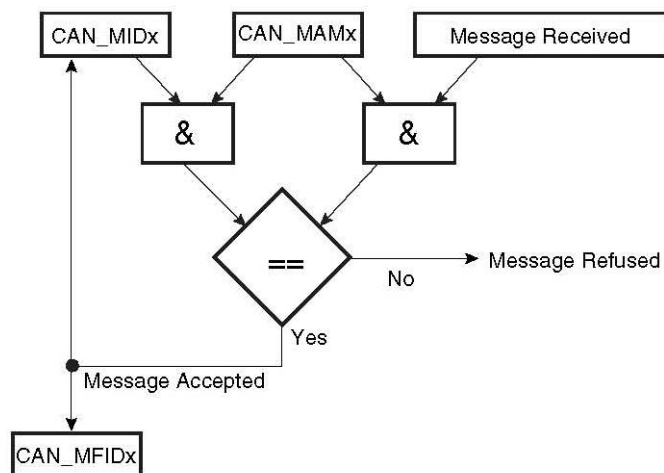 CAN_MIDx
CAN_MAMx
Message Received
&
&
==
No
Message Refused
Yes
Message Accepted
CAN_MFIDx